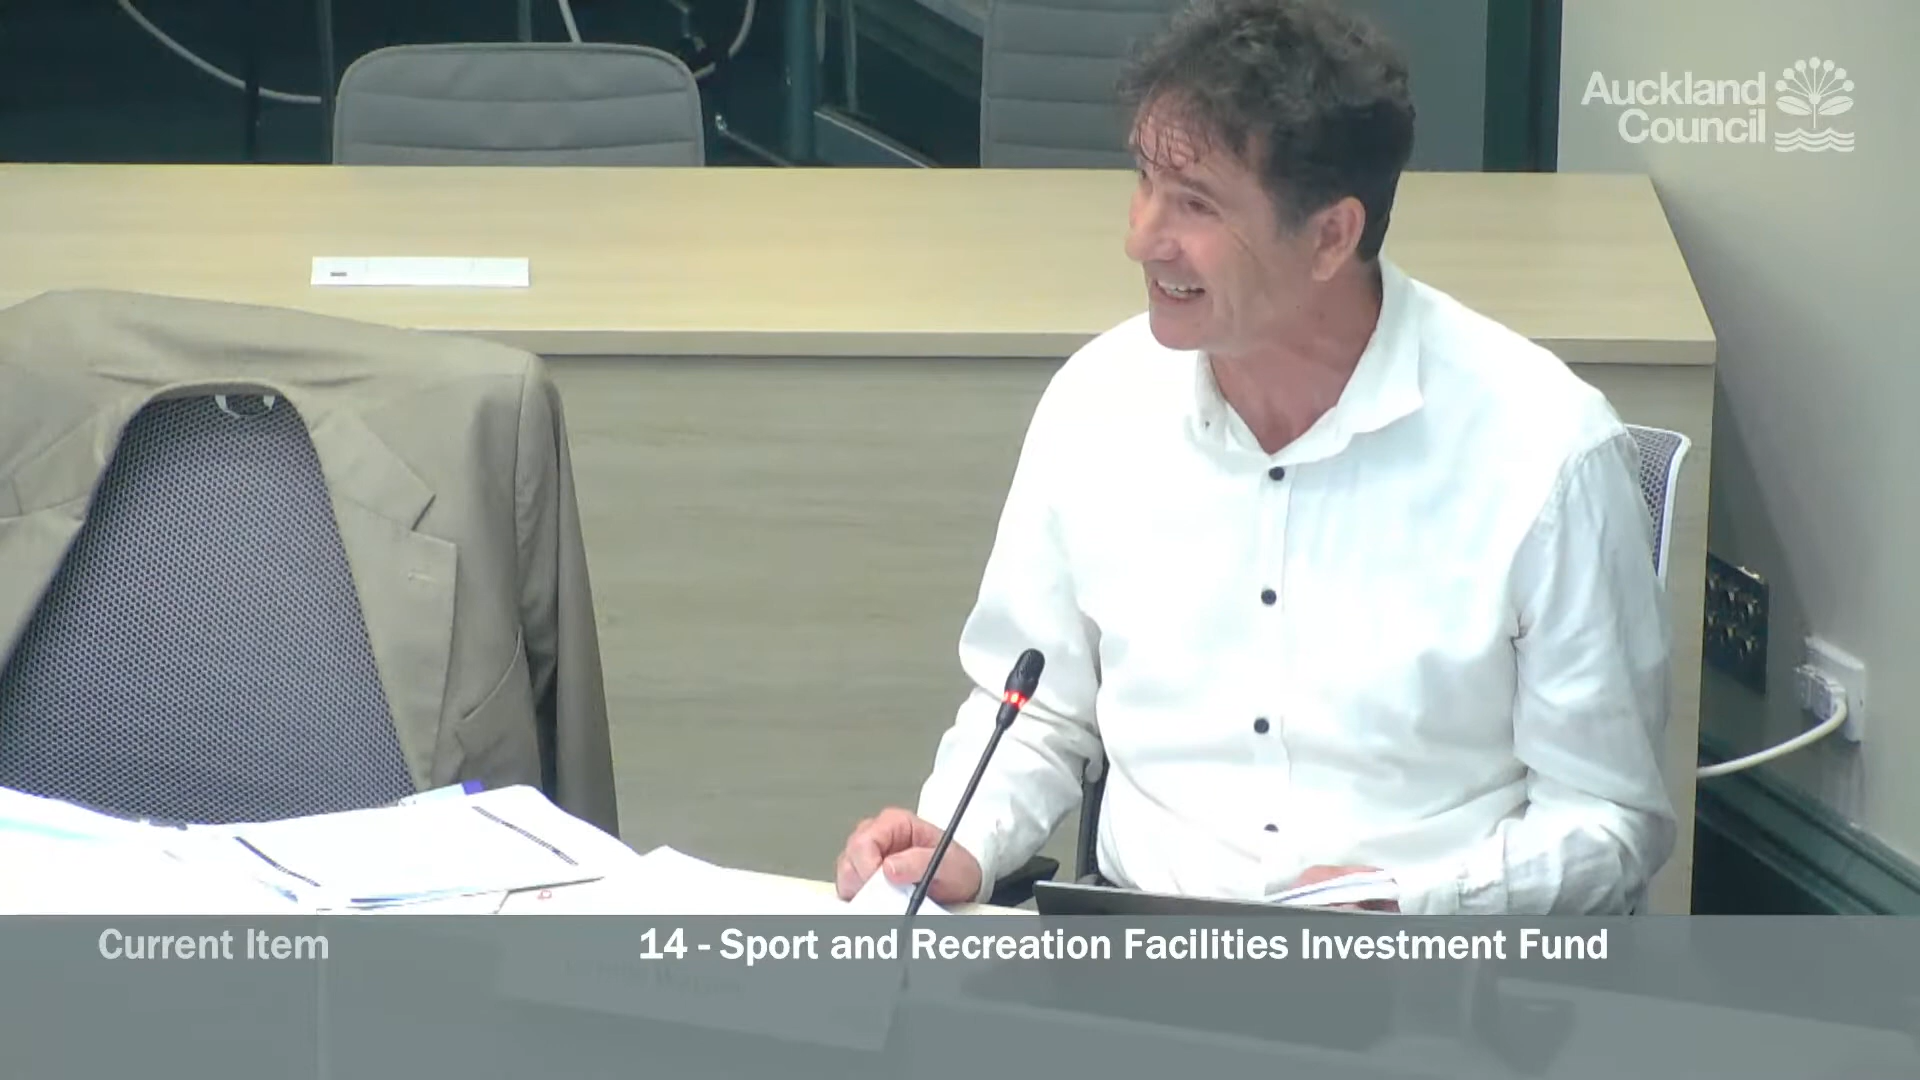 Auckland
Council
Current Item
14 - Sport and Recreation Facilities Investment Fund